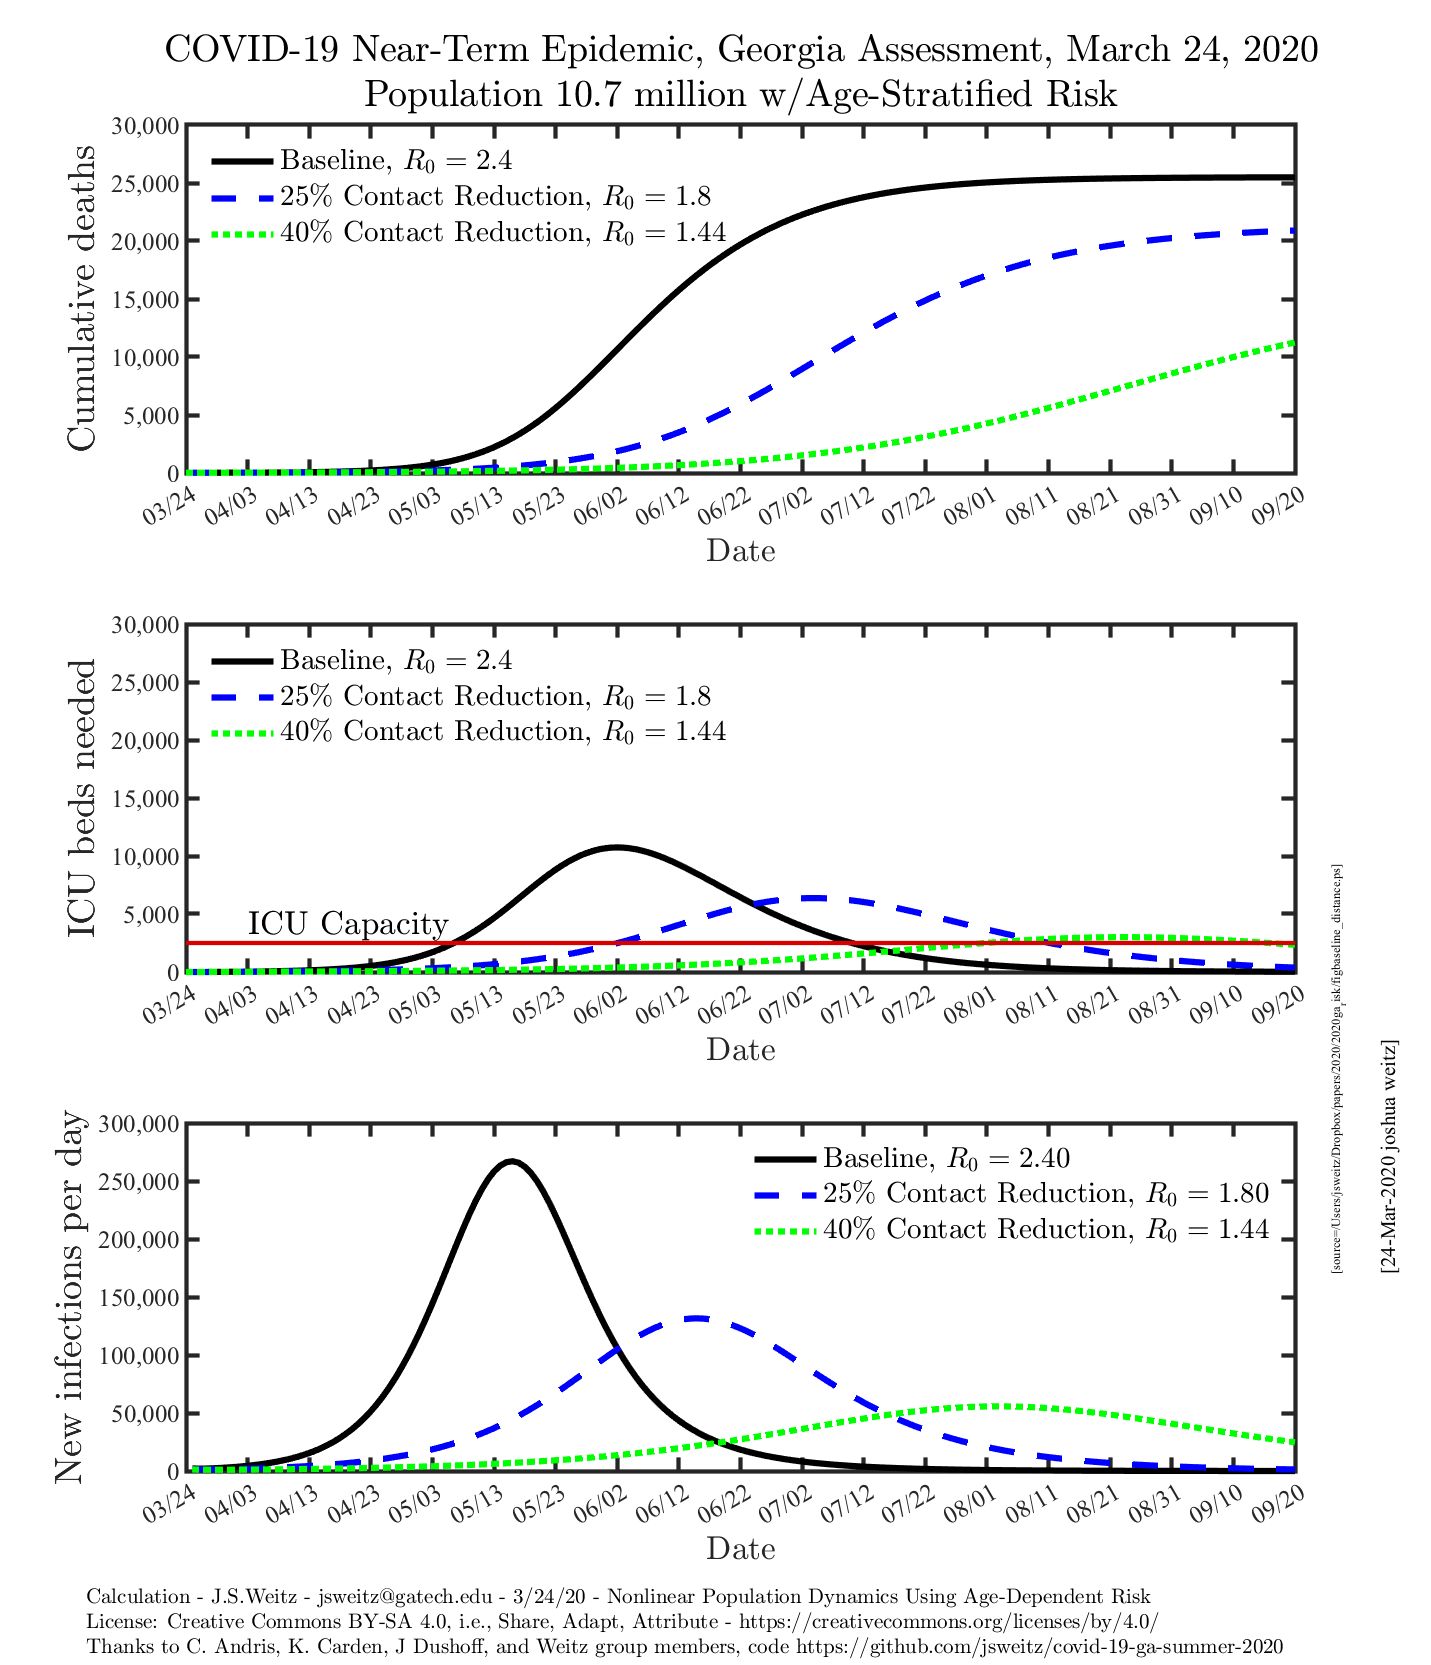 COVID-19 Near-Term Epidemic, Georgia Assessment, March 24, 2020
Population 10.7 million w/Age-Stratified Risk
30,000
25,000
20,000
15,000
10,000
5,000
0
Cumulative deaths
Baseline, R₀ = 2.4
25% Contact Reduction, R₀ = 1.8
40% Contact Reduction, R₀ = 1.44
03/24 04/03 04/13 04/23 05/03 05/13 05/23 06/02 06/12 06/22 07/02 07/12 07/22 08/01 08/11 08/21 08/31 09/10 09/20
Date
30,000
25,000
20,000
15,000
10,000
5,000
0
ICU beds needed
Baseline, R₀ = 2.4
25% Contact Reduction, R₀ = 1.8
40% Contact Reduction, R₀ = 1.44
ICU Capacity
03/24 04/03 04/13 04/23 05/03 05/13 05/23 06/02 06/12 06/22 07/02 07/12 07/22 08/01 08/11 08/21 08/31 09/10 09/20
Date
300,000
250,000
200,000
150,000
100,000
50,000
0
New infections per day
Baseline, R₀ = 2.40
25% Contact Reduction, R₀ = 1.80
40% Contact Reduction, R₀ = 1.44
03/24 04/03 04/13 04/23 05/03 05/13 05/23 06/02 06/12 06/22 07/02 07/12 07/22 08/01 08/11 08/21 08/31 09/10 09/20
Date
[source=/Users/jsweitz/Dropbox/papers/2020/2020gaᵣisk/figbaseline_distance.ps]
[24-Mar-2020 joshua weitz]
Calculation - J.S.Weitz - jsweitz@gatech.edu - 3/24/20 - Nonlinear Population Dynamics Using Age-Dependent Risk
License: Creative Commons BY-SA 4.0, i.e., Share, Adapt, Attribute - https://creativecommons.org/licenses/by/4.0/
Thanks to C. Andris, K. Carden, J Dushoff, and Weitz group members, code https://github.com/jsweitz/covid-19-ga-summer-2020